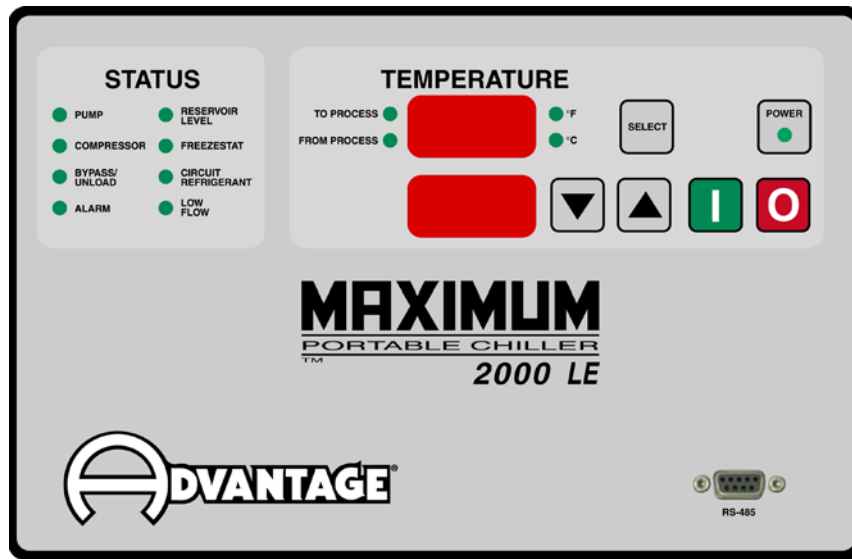 STATUS
PUMP
COMPRESSOR
BYPASS/
UNLOAD
ALARM
RESERVOIR
LEVEL
FREEZESTAT
CIRCUIT
REFRIGERANT
LOW
FLOW
TEMPERATURE
TO PROCESS
FROM PROCESS
°F
°C
SELECT
POWER
I
O
MAXIMUM
PORTABLE CHILLER
™
2000 LE
ADVANTAGE®
RS-485